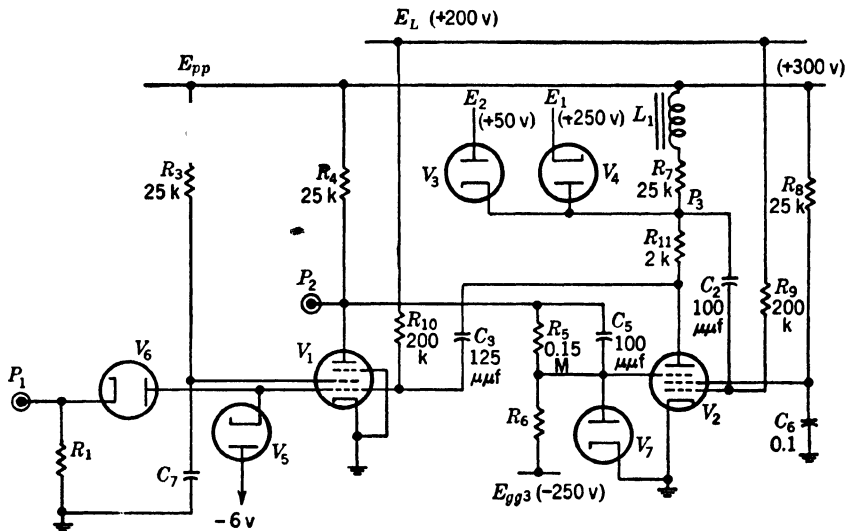 E_L (+200 v)
E_pp
(+300 v)
E_2
(+50 v)
E_1
(+250 v)
L_1
R_3
25 k
R_4
25 k
V_3
V_4
R_7
25 k
P_3
R_8
25 k
R_11
2 k
P_2
R_10
200
k
C_3
125
μμf
R_5
0.15
M
C_5
100
μμf
C_2
100
μμf
R_9
200
k
V_6
V_1
P_1
V_2
R_1
V_5
R_6
V_7
C_6
0.1
C_7
-6 v
E_gg3 (-250 v)